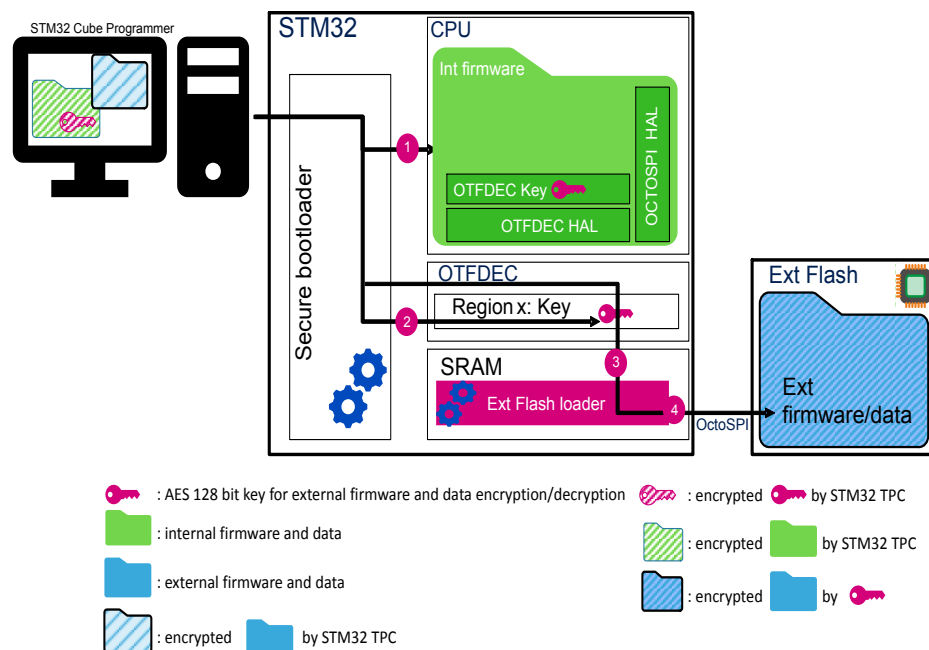 STM32 Cube Programmer
STM32
CPU
Int firmware
OCTOSPI HAL
Secure bootloader
1
OTFDEC Key
OTFDEC HAL
OTFDEC
Region x: Key
2
3
SRAM
Ext Flash loader
4
OctoSPI
Ext Flash
Ext
firmware/data
: AES 128 bit key for external firmware and data encryption/decryption
: encrypted by STM32 TPC
: internal firmware and data
: encrypted by STM32 TPC
: external firmware and data
: encrypted by
: encrypted by STM32 TPC